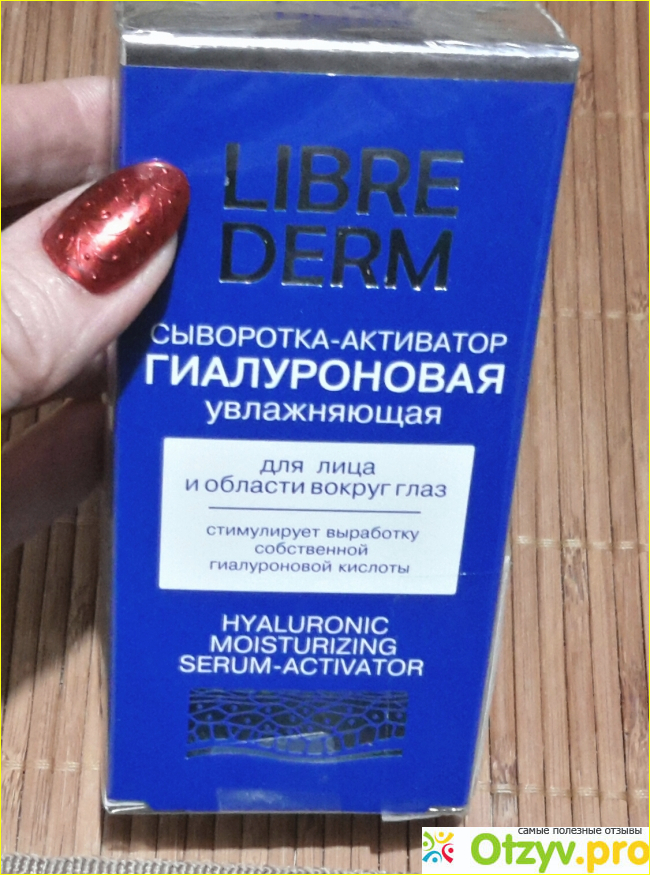 LIBRE
DERM
СЫВОРОТКА-АКТИВАТОР
ГИАЛУРОНОВАЯ
увлажняющая
для лица
и области вокруг глаз
стимулирует выработку
собственной
гиалуроновой кислоты
HYALURONIC
MOISTURIZING
SERUM-ACTIVATOR
самые полезные отзывы
Otzyv.pro